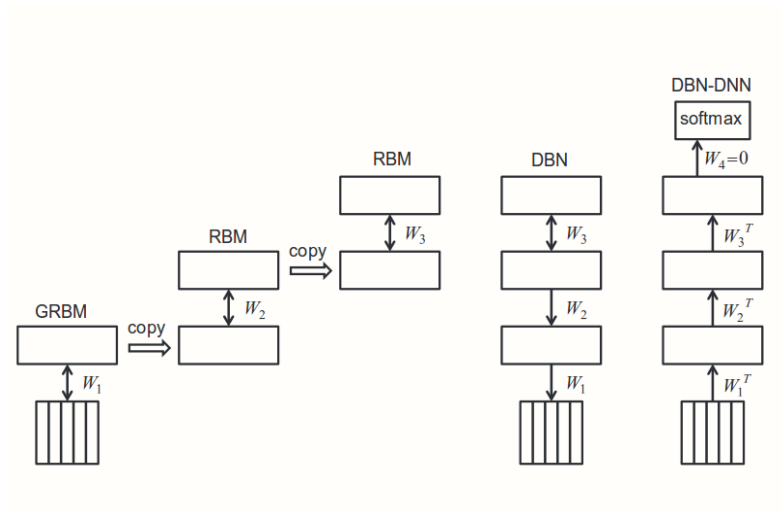 GRBM
W₁
copy
RBM
W₂
copy
RBM
W₃
DBN
W₃
W₂
W₁
DBN-DNN
softmax
W₄=0
W₃ᵀ
W₂ᵀ
W₁ᵀ